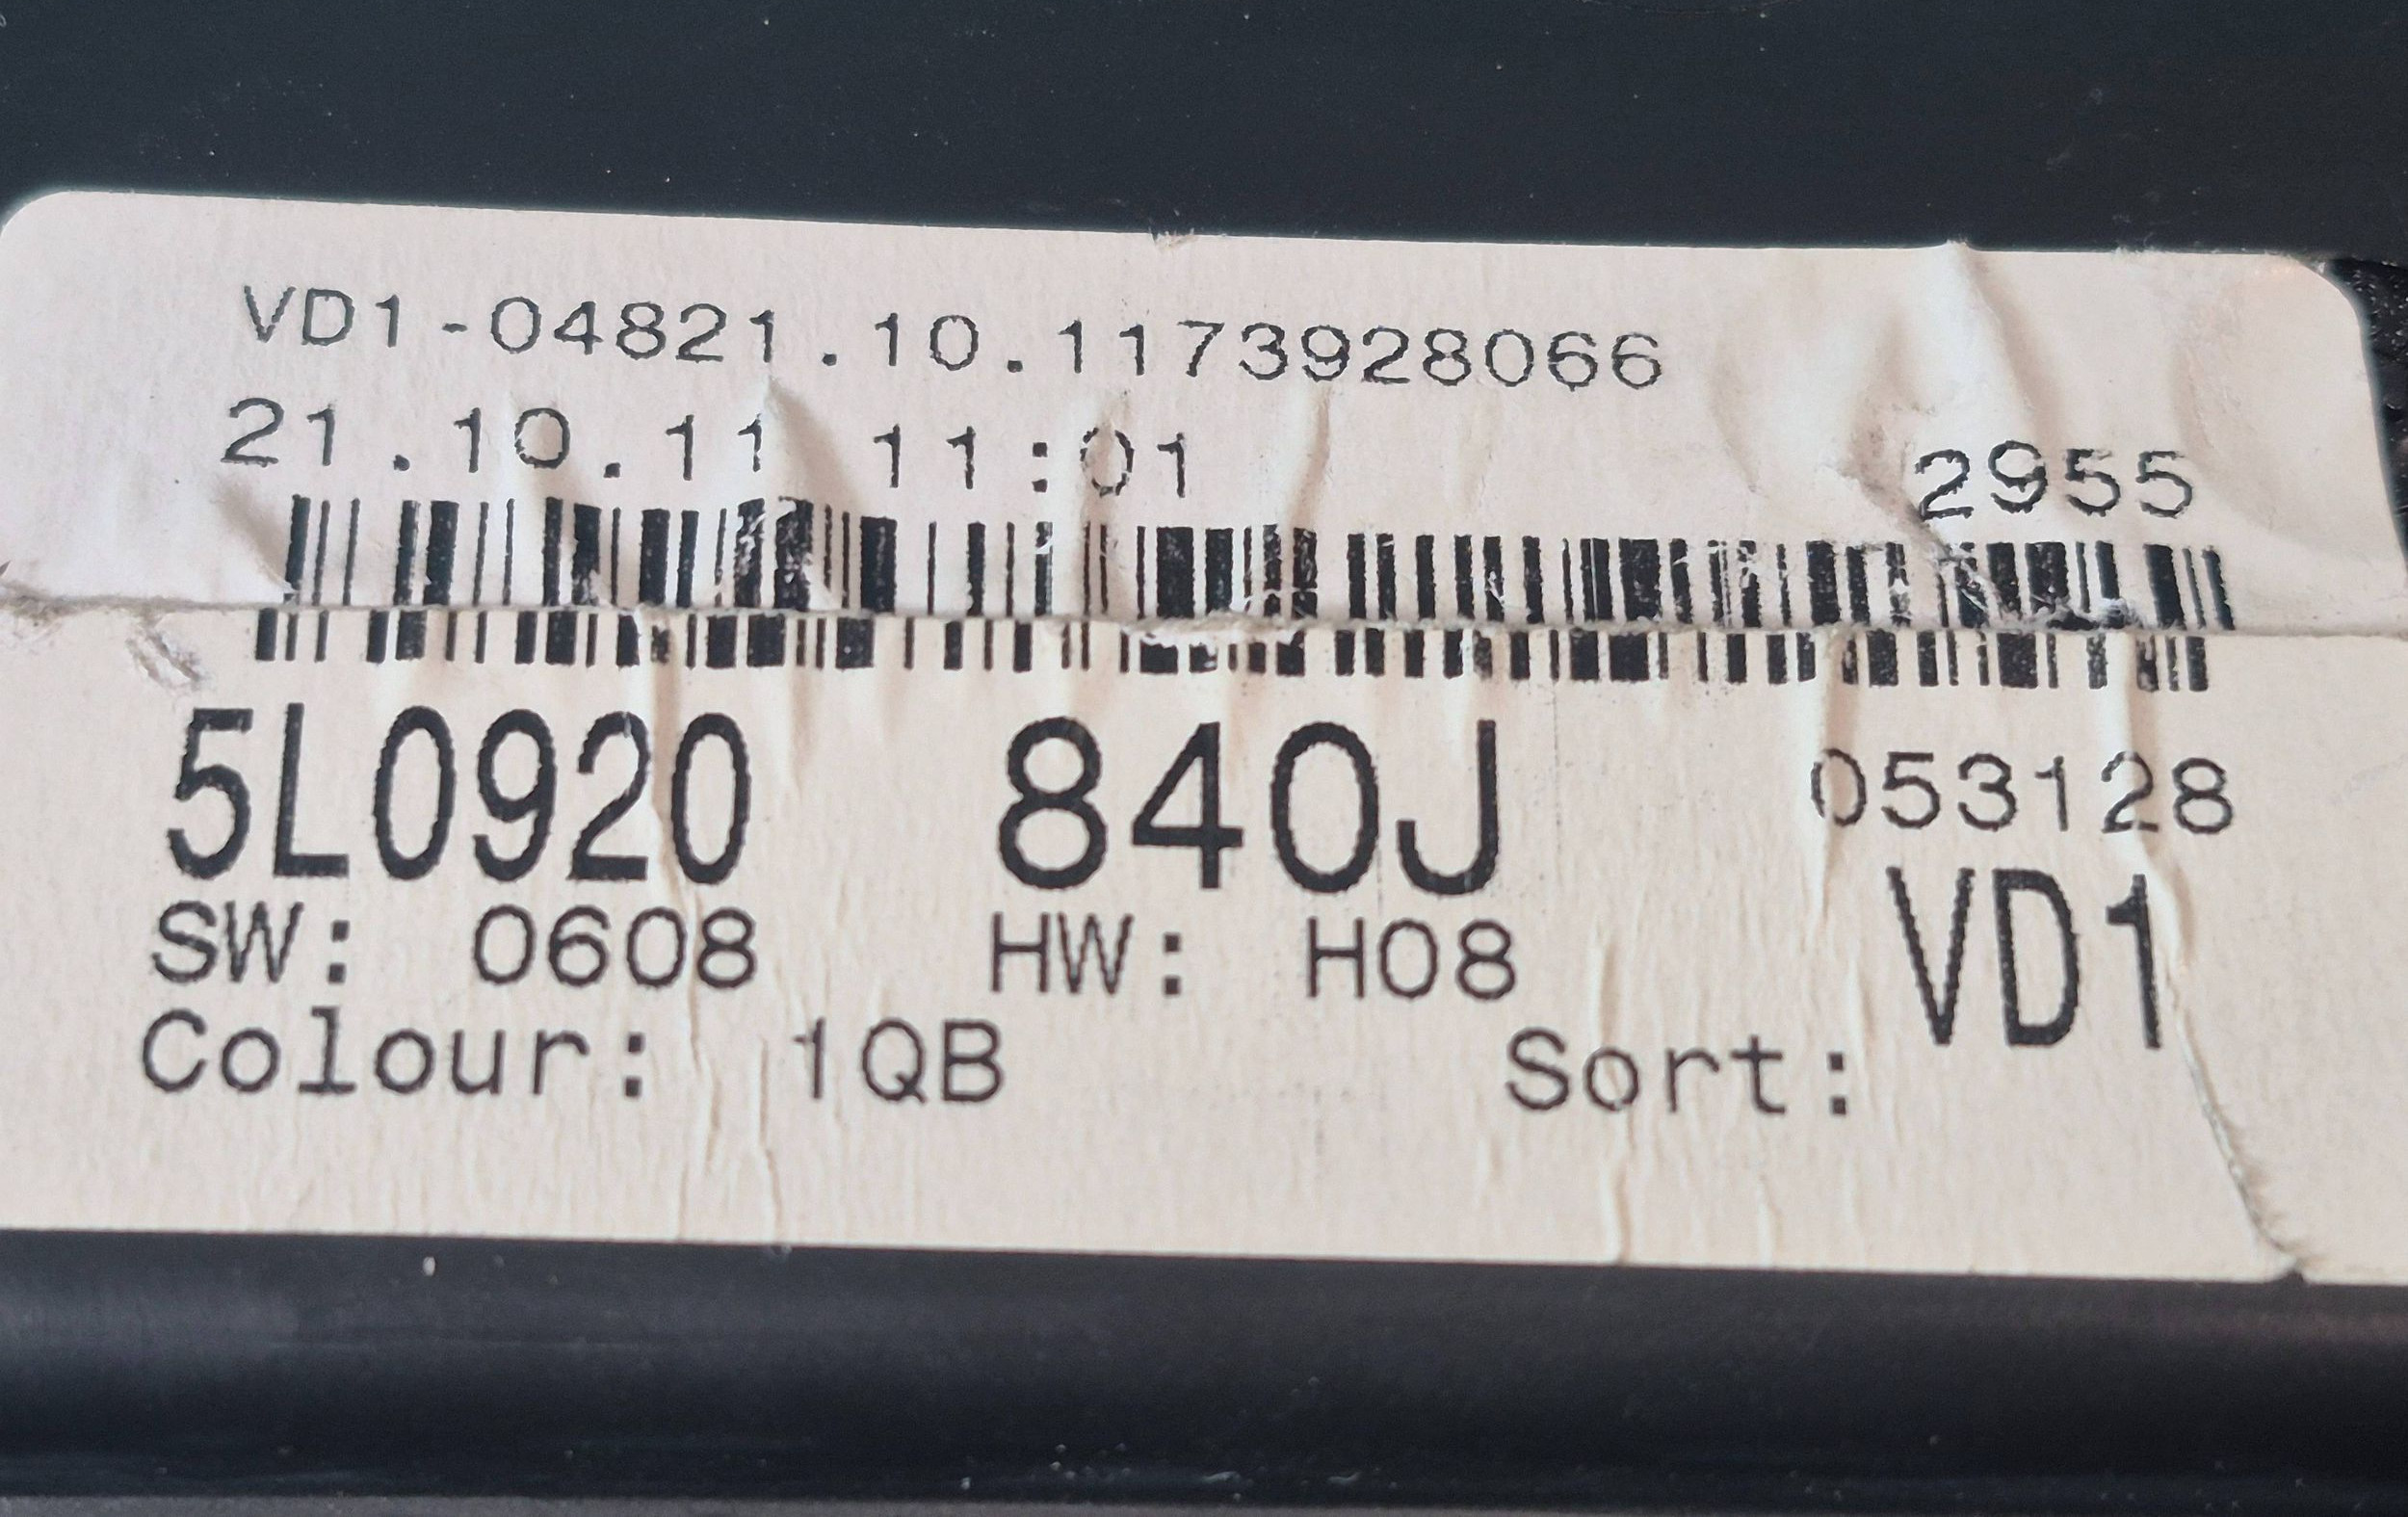 VD1-04821.10.1173928066
21.10.11 11:01 2955
5L0920 840J 053128
SW: 0608 HW: H08 VD1
Colour: 1QB Sort: